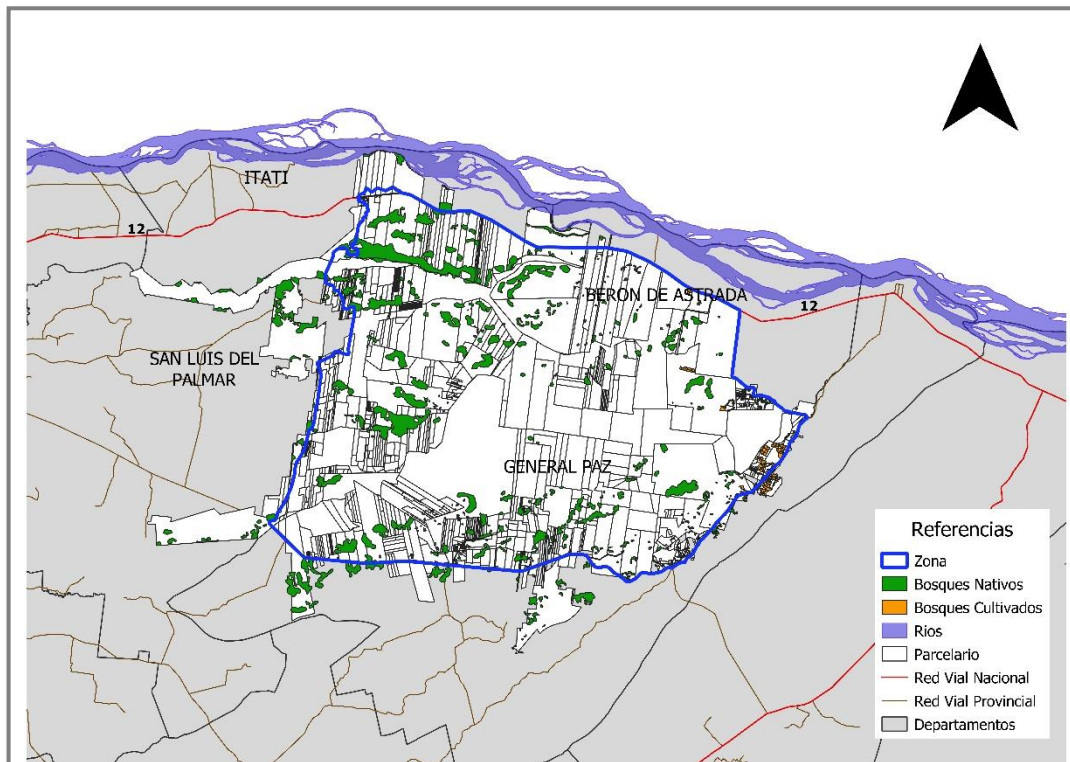 ITATI
12
BERON DE ASTRADA
12
SAN LUIS DEL
PALMAR
GENERAL PAZ
Referencias
Zona
Bosques Nativos
Bosques Cultivados
Rios
Parcelario
Red Vial Nacional
Red Vial Provincial
Departamentos